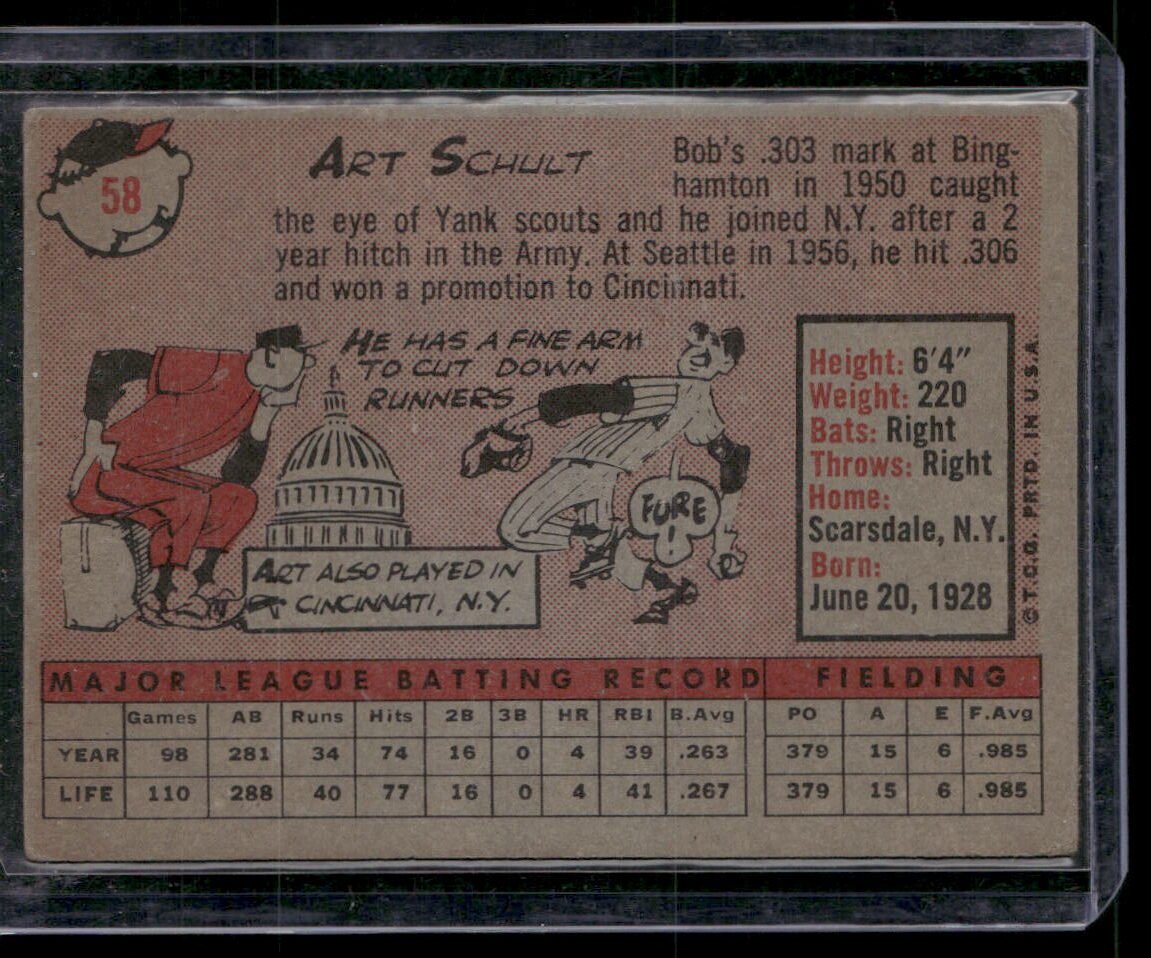 58
ART SCHULT
Bob's .303 mark at Bing-
hamton in 1950 caught
the eye of Yank scouts and he joined N.Y. after a 2
year hitch in the Army. At Seattle in 1956, he hit .306
and won a promotion to Cincinnati.
HE HAS A FINE ARM
TO CUT DOWN
RUNNERS
FORE
!
ART ALSO PLAYED IN
CINCINNATI, N.Y.
Height: 6'4"
Weight: 220
Bats: Right
Throws: Right
Home:
Scarsdale, N.Y.
Born:
June 20, 1928
© T.C.G. PRTD. IN U.S.A.
MAJOR LEAGUE BATTING RECORD FIELDING
Games AB Runs Hits 2B 3B HR RBI B.Avg PO A E F.Avg
YEAR 98 281 34 74 16 0 4 39 .263 379 15 6 .985
LIFE 110 288 40 77 16 0 4 41 .267 379 15 6 .985